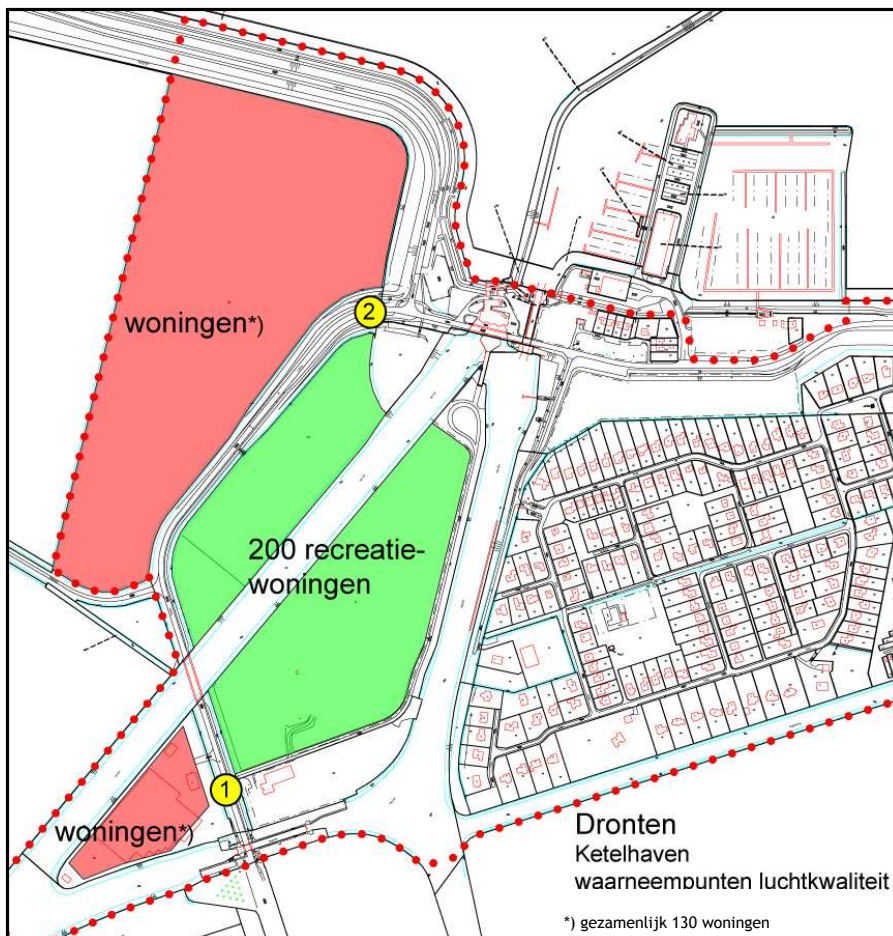 2
woningen*)
200 recreatie-
woningen
1
woningen*)
Dronten
Ketelhaven
waarneempunten luchtkwaliteit
*) gezamenlijk 130 woningen